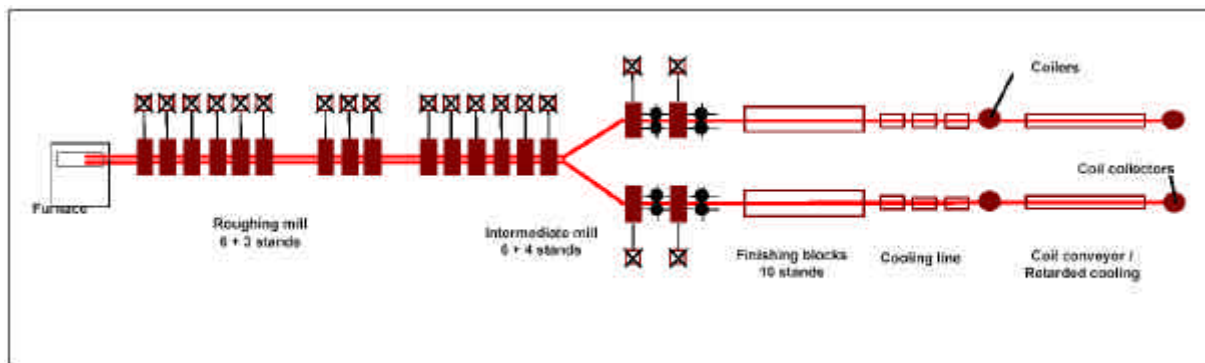 Coilers
Coil collectors
Furnace
Roughing mill
6 + 3 stands
Intermediate mill
6 + 4 stands
Finishing blocks
10 stands
Cooling line
Coil conveyor /
Retarded cooling